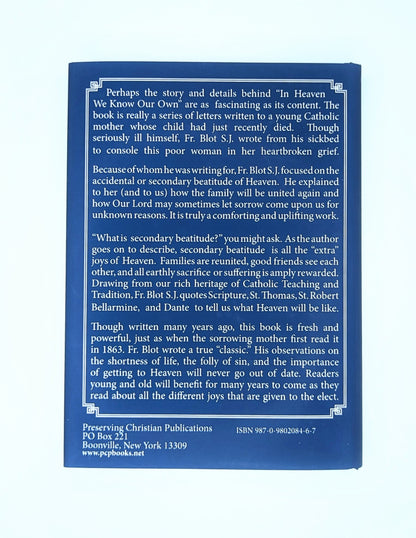 Perhaps the story and details behind "In Heaven
We Know Our Own" are as fascinating as its content. The
book is really a series of letters written to a young Catholic
mother whose child had just recently died. Though
seriously ill himself, Fr. Blot S.J. wrote from his sickbed
to console this poor woman in her heartbroken grief.
Because of whom he was writing for, Fr. Blot S.J. focused on the
accidental or secondary beatitude of Heaven. He explained
to her (and to us) how the family will be united again and
how Our Lord may sometimes let sorrow come upon us for
unknown reasons. It is truly a comforting and uplifting work.
"What is secondary beatitude?" you might ask. As the author
goes on to describe, secondary beatitude is all the "extra"
joys of Heaven. Families are reunited, good friends see each
other, and all earthly sacrifice or suffering is amply rewarded.
Drawing from our rich heritage of Catholic Teaching and
Tradition, Fr. Blot S.J. quotes Scripture, St. Thomas, St. Robert
Bellarmine, and Dante to tell us what Heaven will be like.
Though written many years ago, this book is fresh and
powerful, just as when the sorrowing mother first read it
in 1863. Fr. Blot wrote a true "classic." His observations on
the shortness of life, the folly of sin, and the importance
of getting to Heaven will never go out of date. Readers
young and old will benefit for many years to come as they
read about all the different joys that are given to the elect.
Preserving Christian Publications
PO Box 221
Boonville, New York 13309
www.pcpbooks.net
ISBN 987-0-9802084-6-7